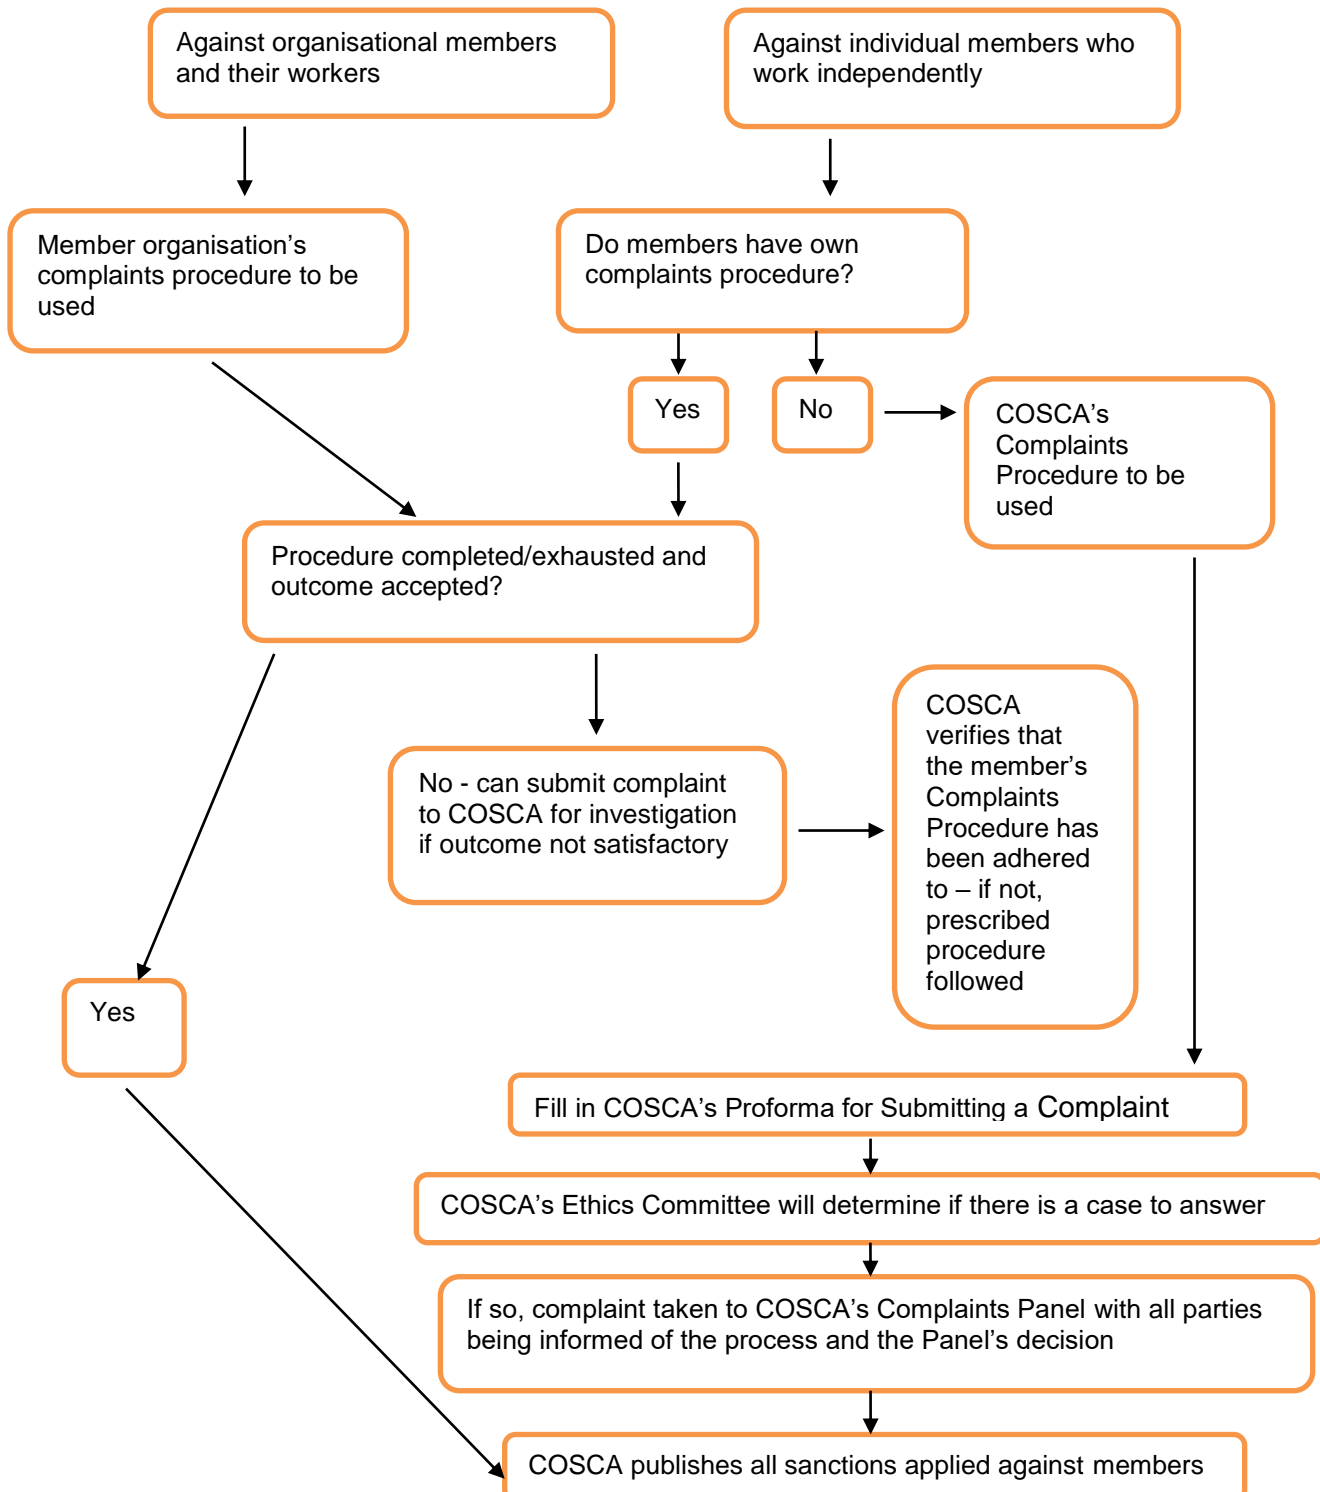 Against organisational members
and their workers
Against individual members who
work independently
Member organisation’s
complaints procedure to be
used
Do members have own
complaints procedure?
Yes
No
COSCA’s
Complaints
Procedure to be
used
Procedure completed/exhausted and
outcome accepted?
No - can submit complaint
to COSCA for investigation
if outcome not satisfactory
COSCA
verifies that
the member’s
Complaints
Procedure has
been adhered
to – if not,
prescribed
procedure
followed
Yes
Fill in COSCA’s Proforma for Submitting a Complaint
COSCA’s Ethics Committee will determine if there is a case to answer
If so, complaint taken to COSCA’s Complaints Panel with all parties
being informed of the process and the Panel’s decision
COSCA publishes all sanctions applied against members